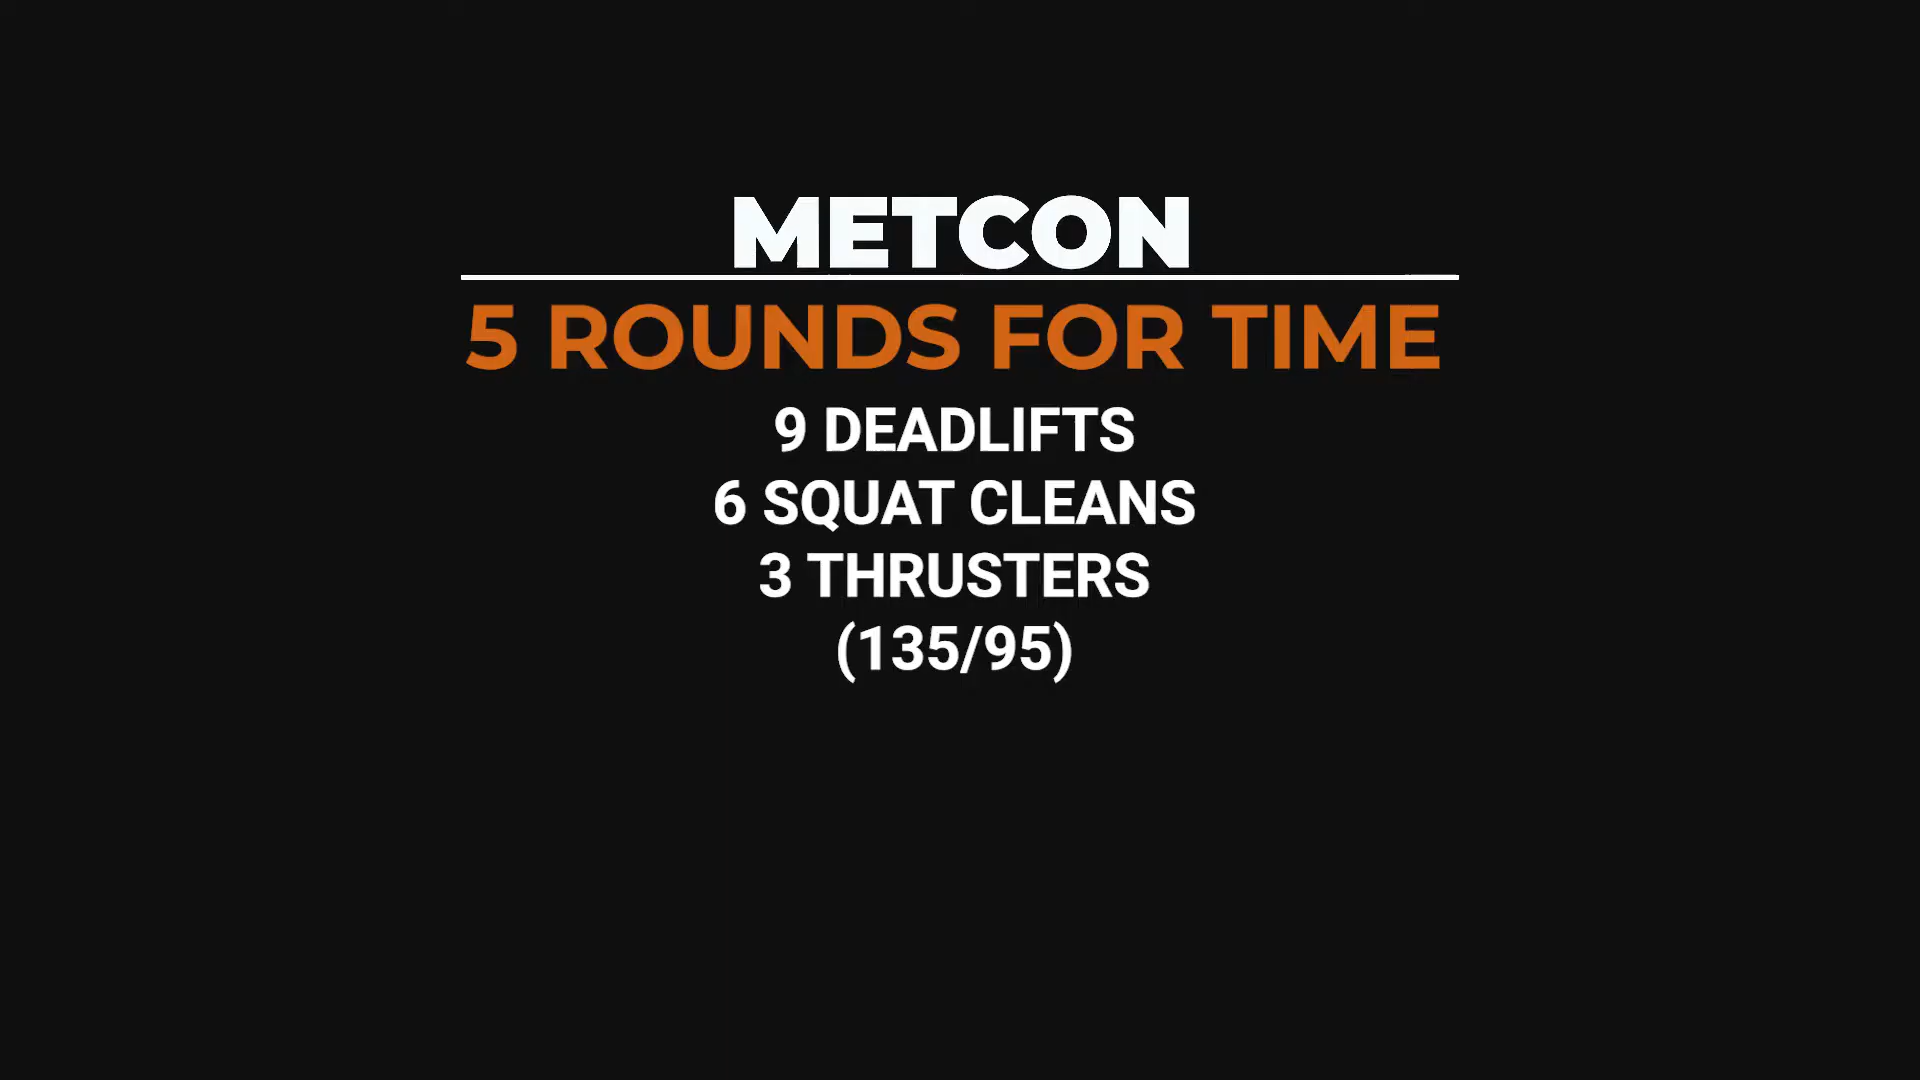 METCON
5 ROUNDS FOR TIME
9 DEADLIFTS
6 SQUAT CLEANS
3 THRUSTERS
(135/95)